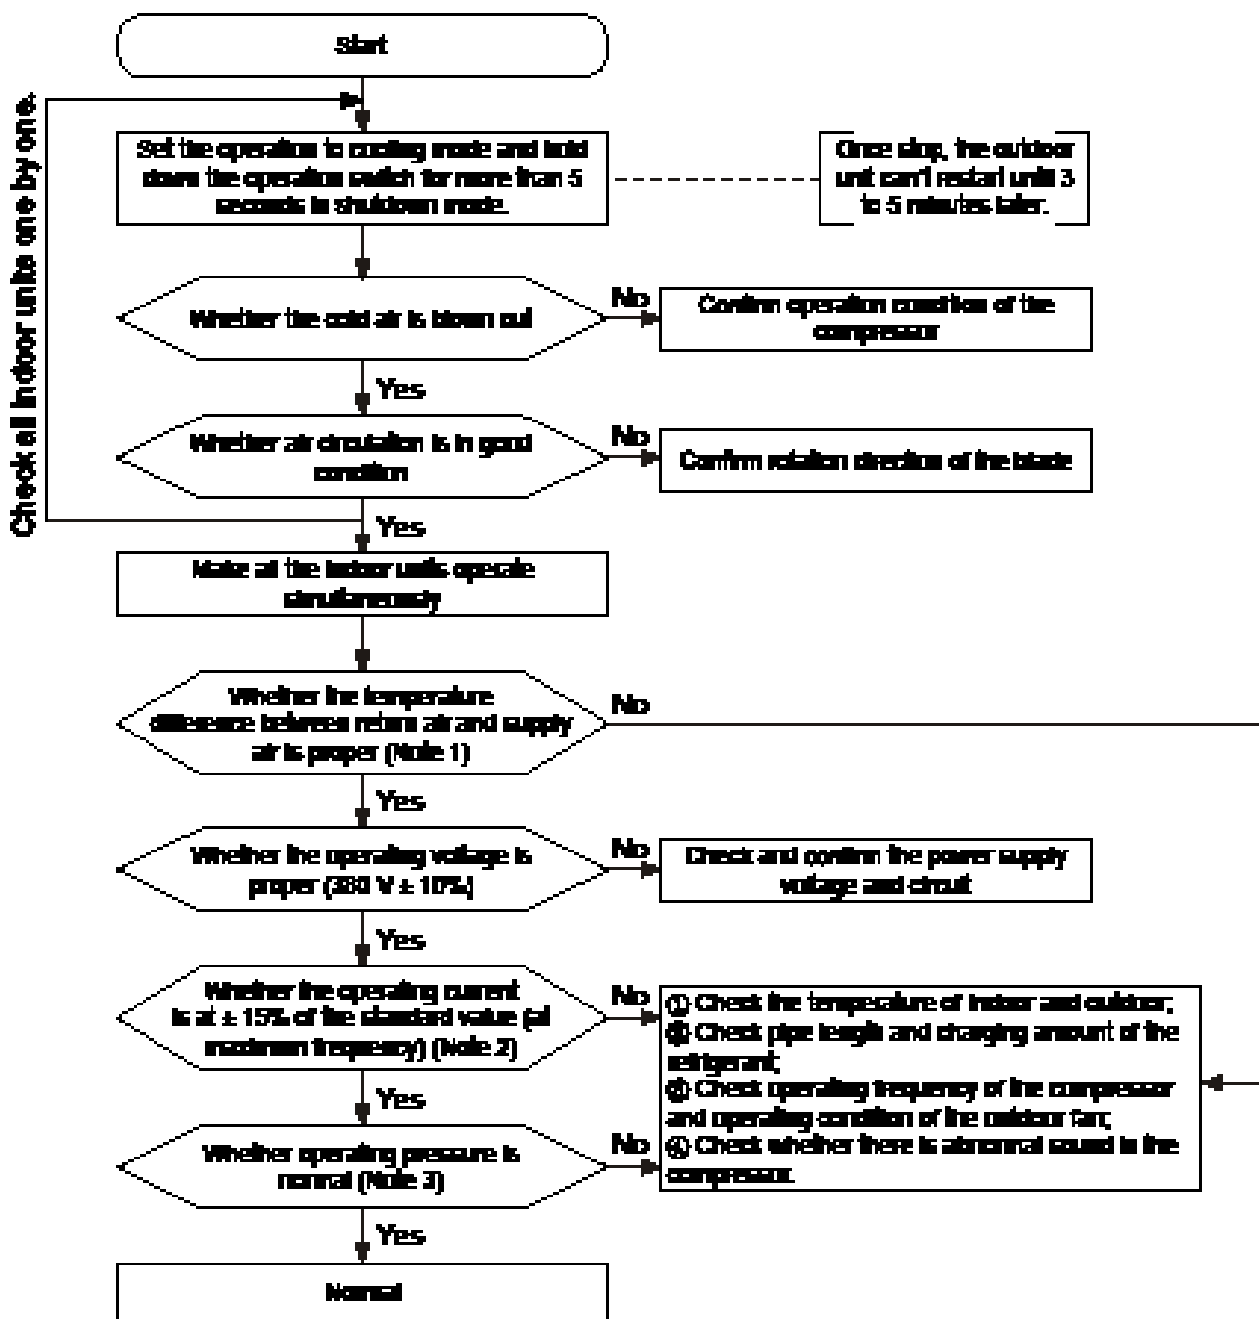 Start
Check all indoor units one by one.
Set the operation to cooling mode and hold
down the operation switch for more than 5
seconds in shutdown mode.
Once stop, the outdoor
unit can't restart until 3
to 5 minutes later.
Whether the cold air is blown out
No
Confirm operation condition of the
compressor
Yes
Whether air circulation is in good
condition
No
Confirm rotation direction of the blade
Yes
Make all the indoor units operate
simultaneously
Whether the temperature
difference between return air and supply
air is proper (Note 1)
No
Yes
Whether the operating voltage is
proper (380 V ± 10%)
No
Check and confirm the power supply
voltage and circuit
Yes
Whether the operating current
is at ± 15% of the standard value (at
maximum frequency) (Note 2)
No
① Check the temperature of indoor and outdoor;
② Check pipe length and charging amount of the
refrigerant;
③ Check operating frequency of the compressor
and operating condition of the outdoor fan;
④ Check whether there is abnormal sound in the
compressor.
Yes
Whether operating pressure is
normal (Note 3)
No
Yes
Normal